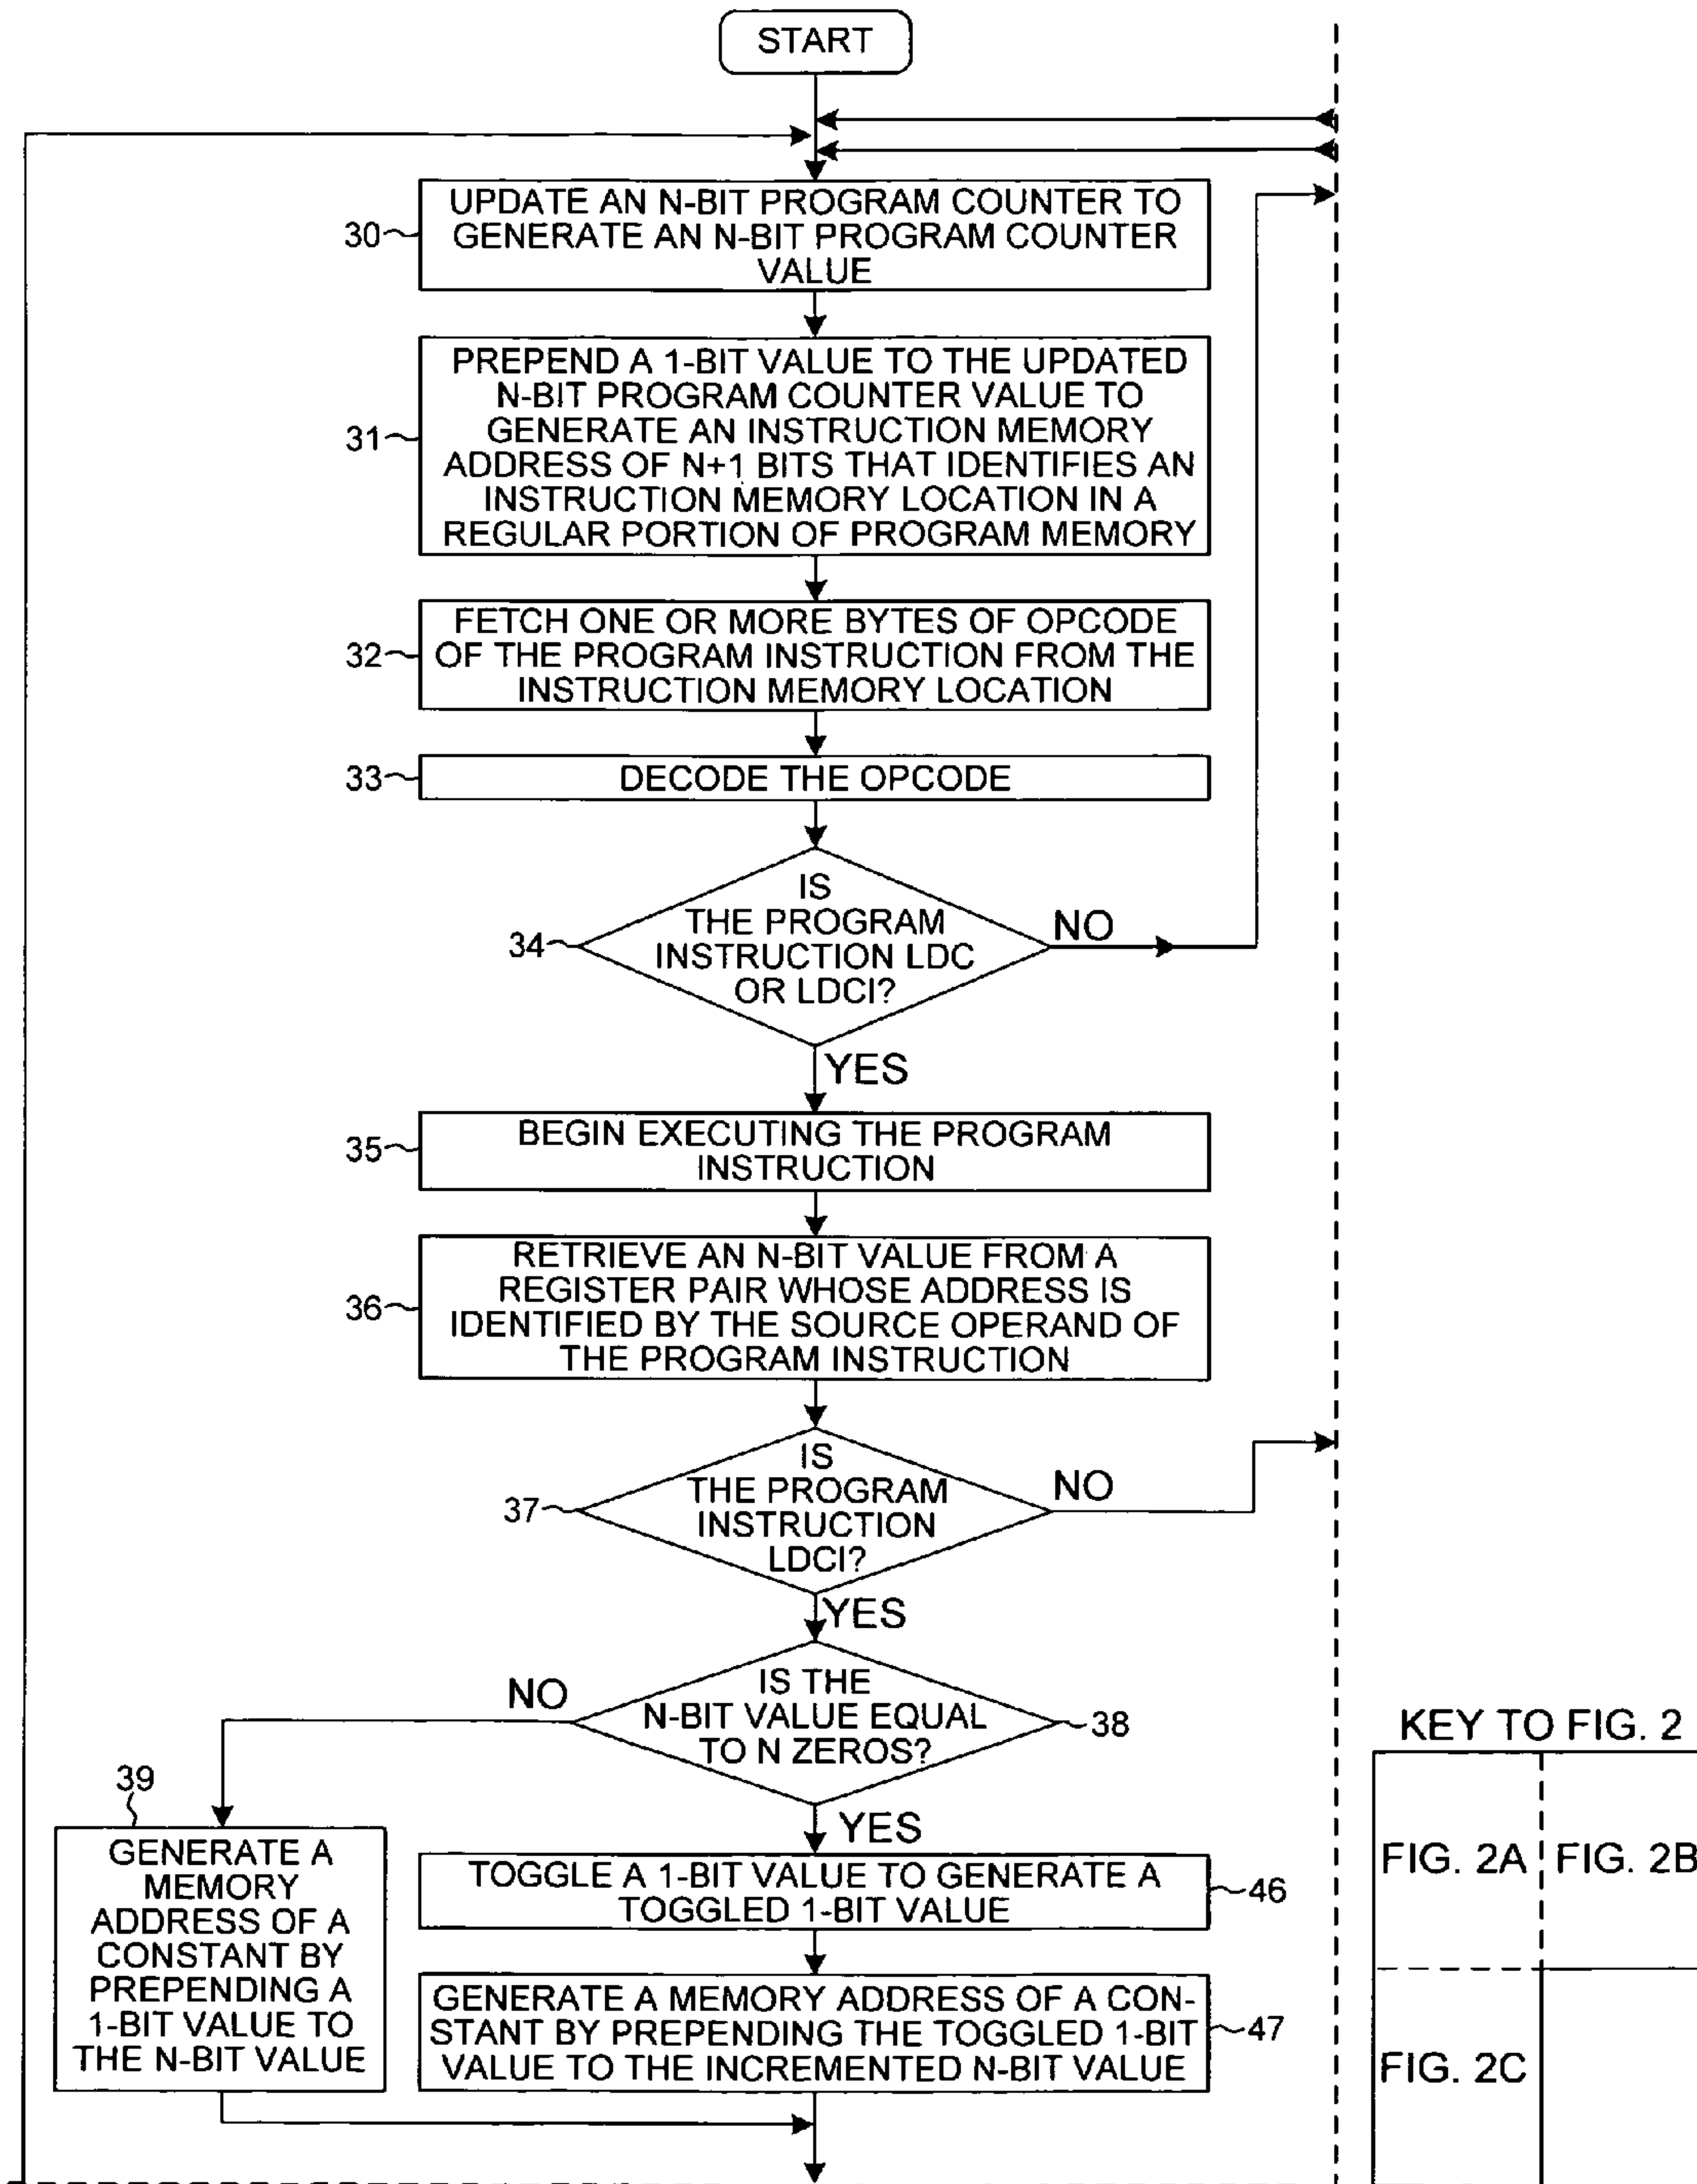 START
30
UPDATE AN N-BIT PROGRAM COUNTER TO
GENERATE AN N-BIT PROGRAM COUNTER
VALUE
31
PREPEND A 1-BIT VALUE TO THE UPDATED
N-BIT PROGRAM COUNTER VALUE TO
GENERATE AN INSTRUCTION MEMORY
ADDRESS OF N+1 BITS THAT IDENTIFIES AN
INSTRUCTION MEMORY LOCATION IN A
REGULAR PORTION OF PROGRAM MEMORY
32
FETCH ONE OR MORE BYTES OF OPCODE
OF THE PROGRAM INSTRUCTION FROM THE
INSTRUCTION MEMORY LOCATION
33
DECODE THE OPCODE
34
IS
THE PROGRAM
INSTRUCTION LDC
OR LDCI?
NO
YES
35
BEGIN EXECUTING THE PROGRAM
INSTRUCTION
36
RETRIEVE AN N-BIT VALUE FROM A
REGISTER PAIR WHOSE ADDRESS IS
IDENTIFIED BY THE SOURCE OPERAND OF
THE PROGRAM INSTRUCTION
37
IS
THE PROGRAM
INSTRUCTION
LDCI?
NO
YES
IS THE
N-BIT VALUE EQUAL
TO N ZEROS?
38
NO
YES
39
GENERATE A
MEMORY
ADDRESS OF A
CONSTANT BY
PREPENDING A
1-BIT VALUE TO
THE N-BIT VALUE
TOGGLE A 1-BIT VALUE TO GENERATE A
TOGGLED 1-BIT VALUE
46
GENERATE A MEMORY ADDRESS OF A CON-
STANT BY PREPENDING THE TOGGLED 1-BIT
VALUE TO THE INCREMENTED N-BIT VALUE
47
KEY TO FIG. 2
FIG. 2A
FIG. 2B
FIG. 2C